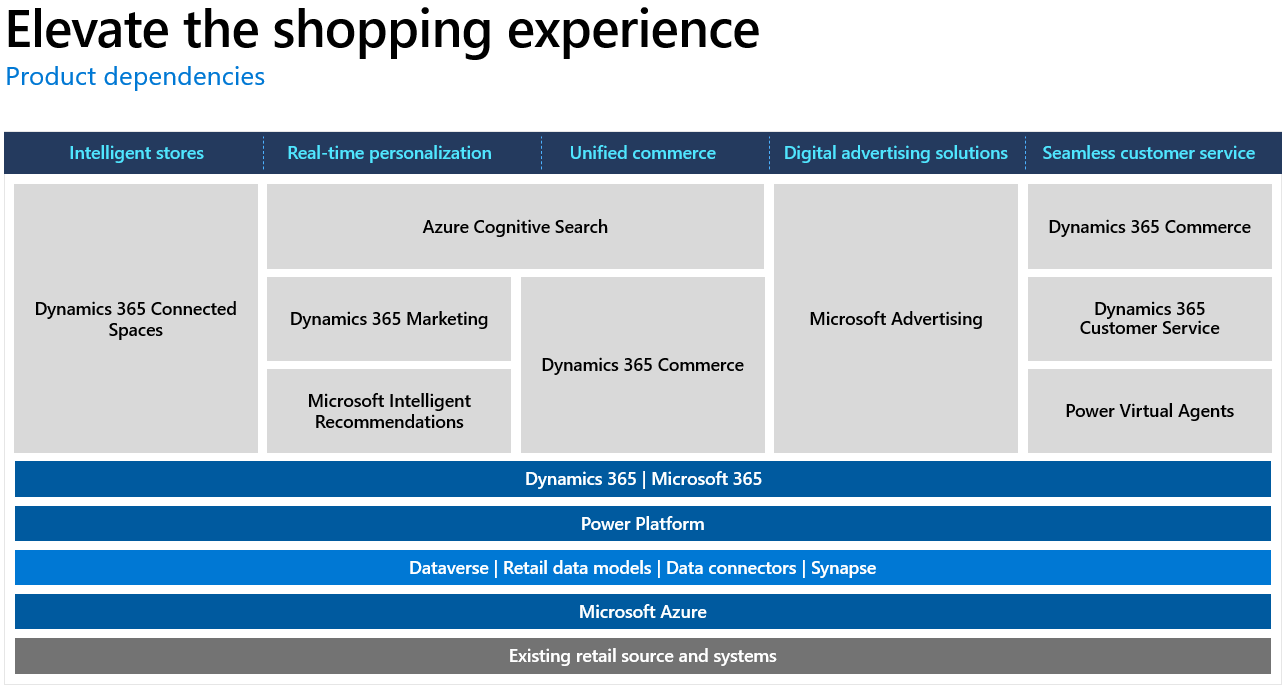 Elevate the shopping experience
Product dependencies
Intelligent stores
Real-time personalization
Unified commerce
Digital advertising solutions
Seamless customer service
Dynamics 365 Connected
Spaces
Azure Cognitive Search
Dynamics 365 Marketing
Microsoft Intelligent
Recommendations
Dynamics 365 Commerce
Microsoft Advertising
Dynamics 365 Commerce
Dynamics 365
Customer Service
Power Virtual Agents
Dynamics 365 | Microsoft 365
Power Platform
Dataverse | Retail data models | Data connectors | Synapse
Microsoft Azure
Existing retail source and systems